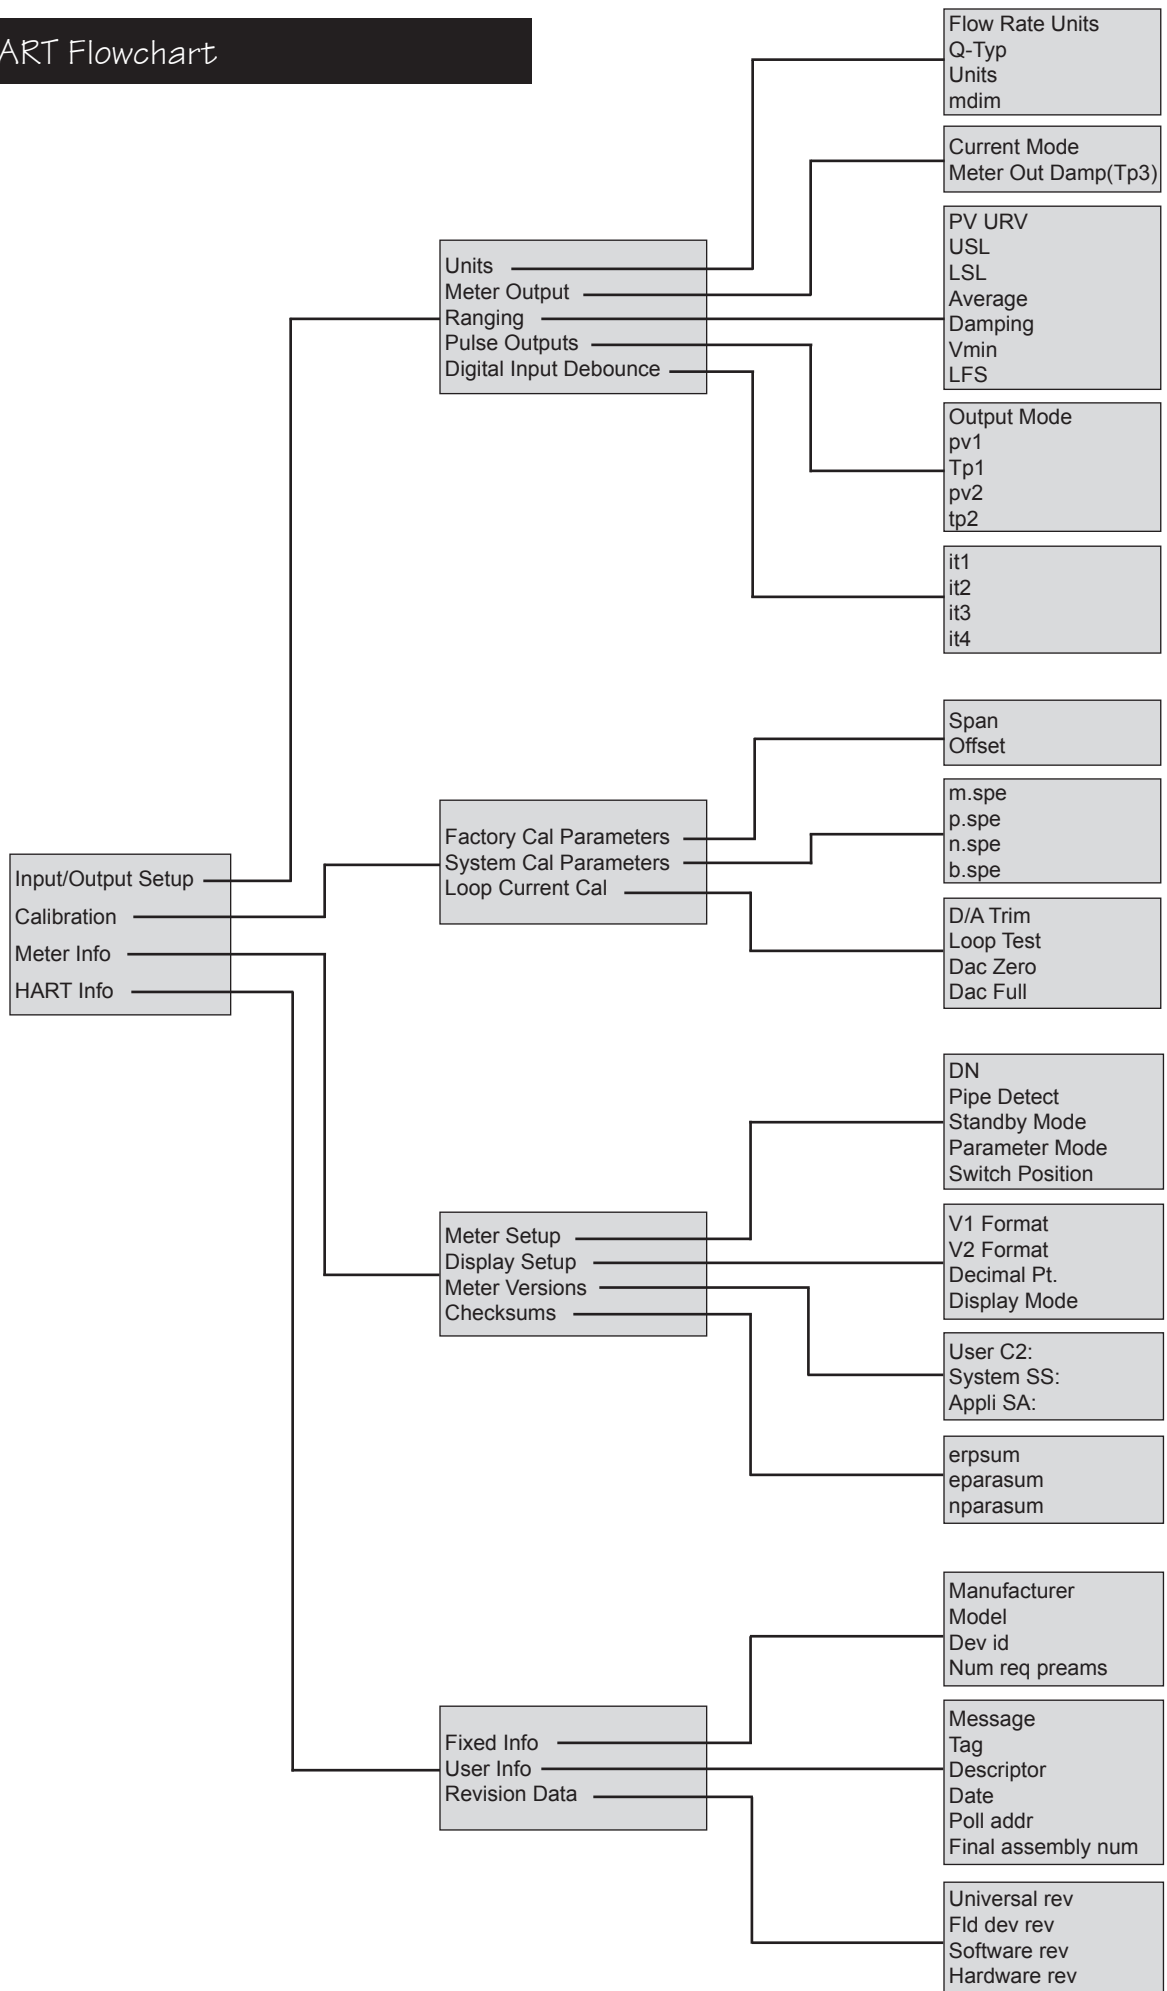 ART Flowchart
Input/Output Setup
Calibration
Meter Info
HART Info
Units
Meter Output
Ranging
Pulse Outputs
Digital Input Debounce
Factory Cal Parameters
System Cal Parameters
Loop Current Cal
Meter Setup
Display Setup
Meter Versions
Checksums
Fixed Info
User Info
Revision Data
Flow Rate Units
Q-Typ
Units
mdim
Current Mode
Meter Out Damp(Tp3)
PV URV
USL
LSL
Average
Damping
Vmin
LFS
Output Mode
pv1
Tp1
pv2
tp2
it1
it2
it3
it4
Span
Offset
m.spe
p.spe
n.spe
b.spe
D/A Trim
Loop Test
Dac Zero
Dac Full
DN
Pipe Detect
Standby Mode
Parameter Mode
Switch Position
V1 Format
V2 Format
Decimal Pt.
Display Mode
User C2:
System SS:
Appli SA:
erpsum
eparasum
nparasum
Manufacturer
Model
Dev id
Num req preams
Message
Tag
Descriptor
Date
Poll addr
Final assembly num
Universal rev
Fld dev rev
Software rev
Hardware rev